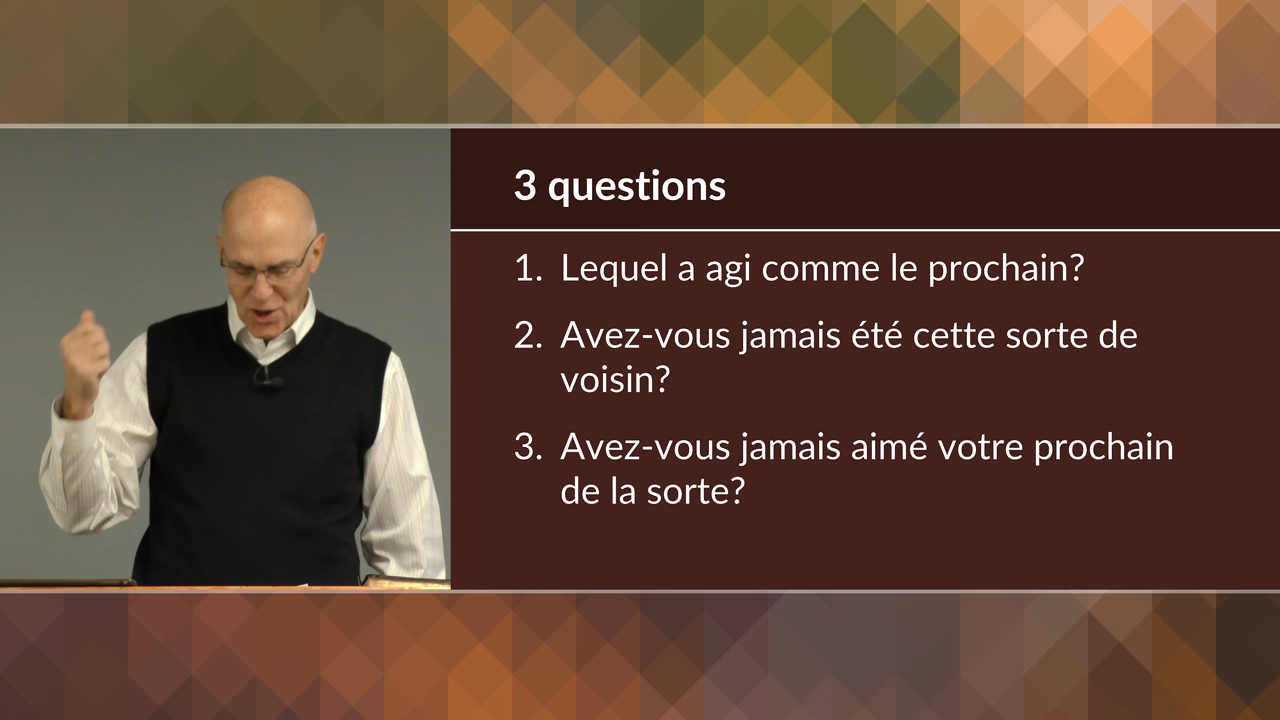 3 questions
1. Lequel a agi comme le prochain?
2. Avez-vous jamais été cette sorte de
voisin?
3. Avez-vous jamais aimé votre prochain
de la sorte?